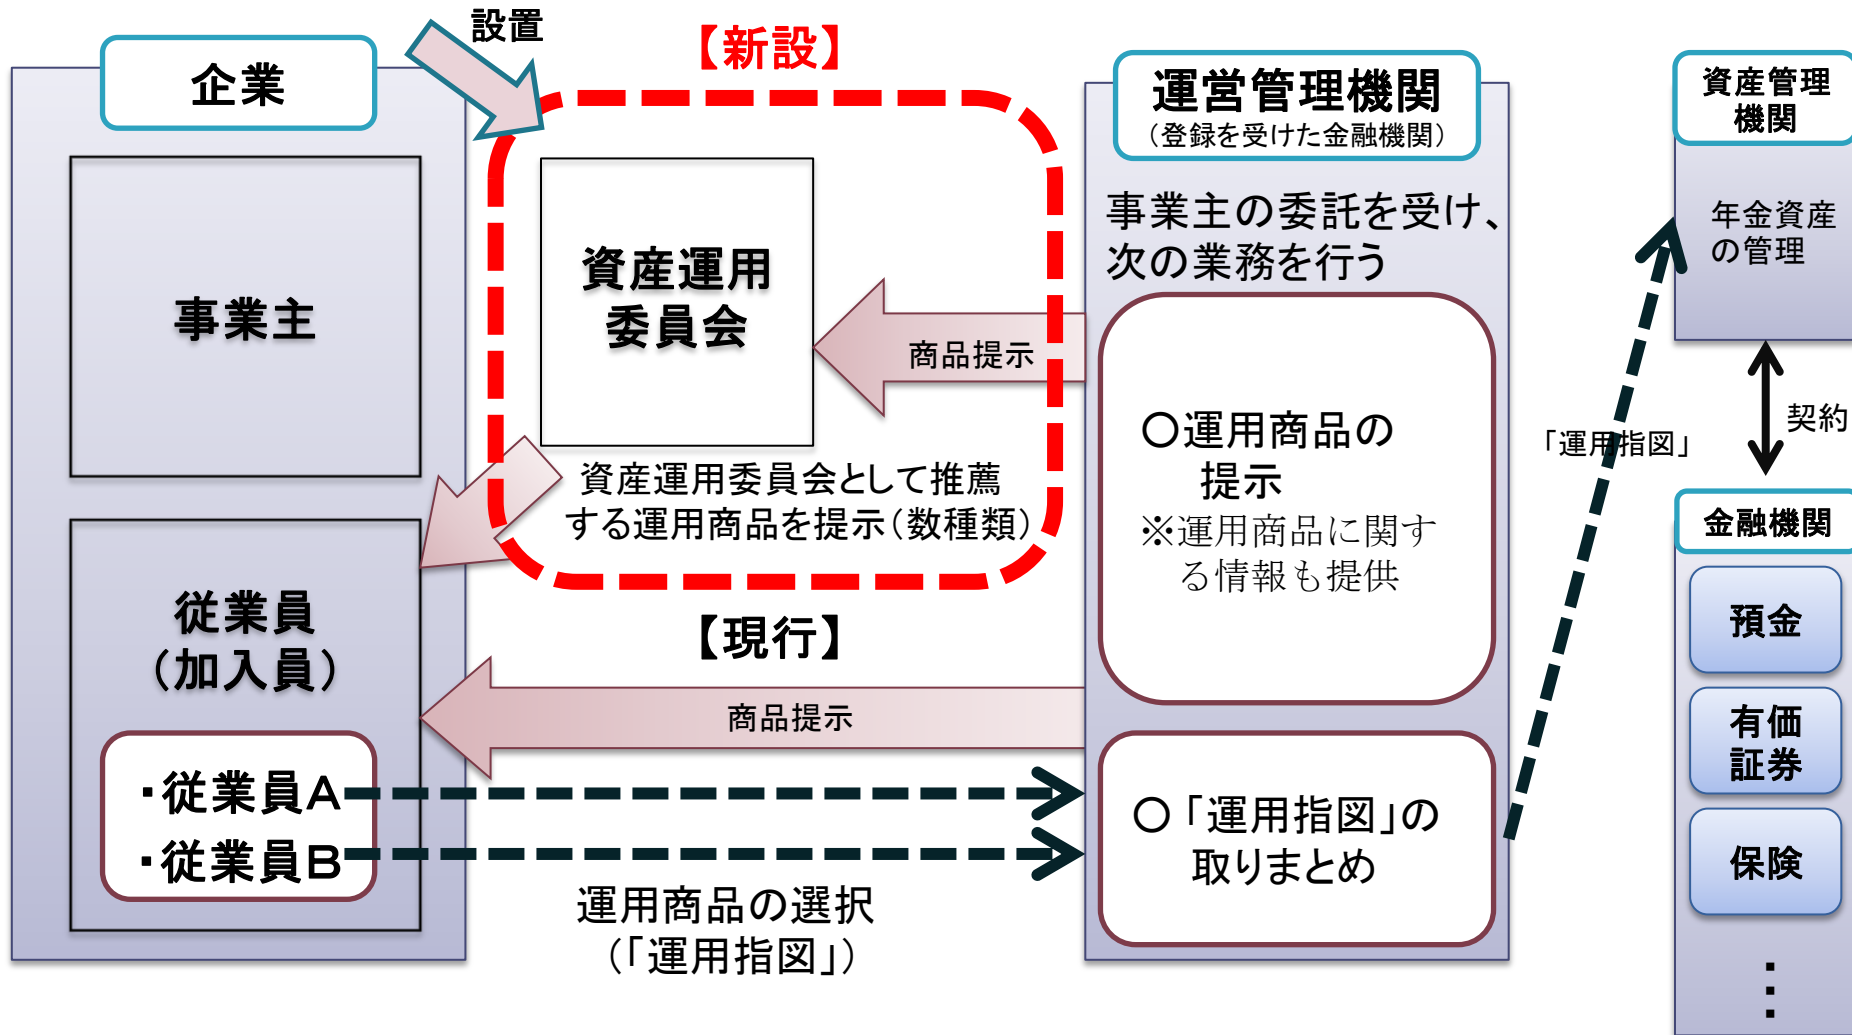 設置
【新設】
企業
事業主
従業員
（加入員）
・従業員A
・従業員B
資産運用
委員会
商品提示
資産運用委員会として推薦
する運用商品を提示（数種類）
【現行】
商品提示
運用商品の選択
（「運用指図」）
運営管理機関
（登録を受けた金融機関）
事業主の委託を受け、
次の業務を行う
〇運用商品の
提示
※運用商品に関す
る情報も提供
〇「運用指図」の
取りまとめ
「運用指図」
資産管理
機関
年金資産
の管理
契約
金融機関
預金
有価
証券
保険
・・・